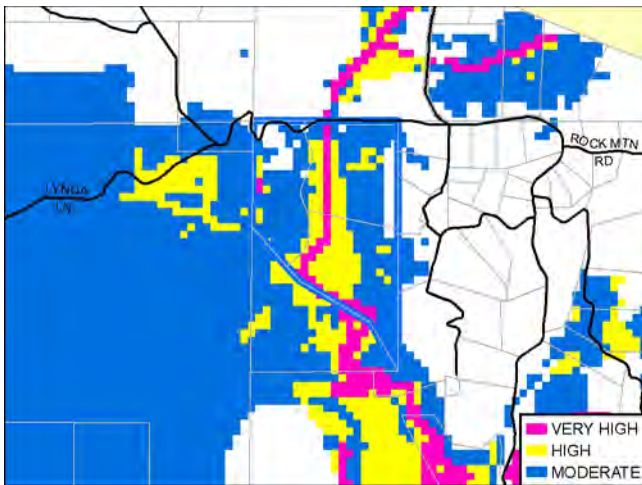 ROCK MTN
RD
LYNDA
LN
VERY HIGH
HIGH
MODERATE